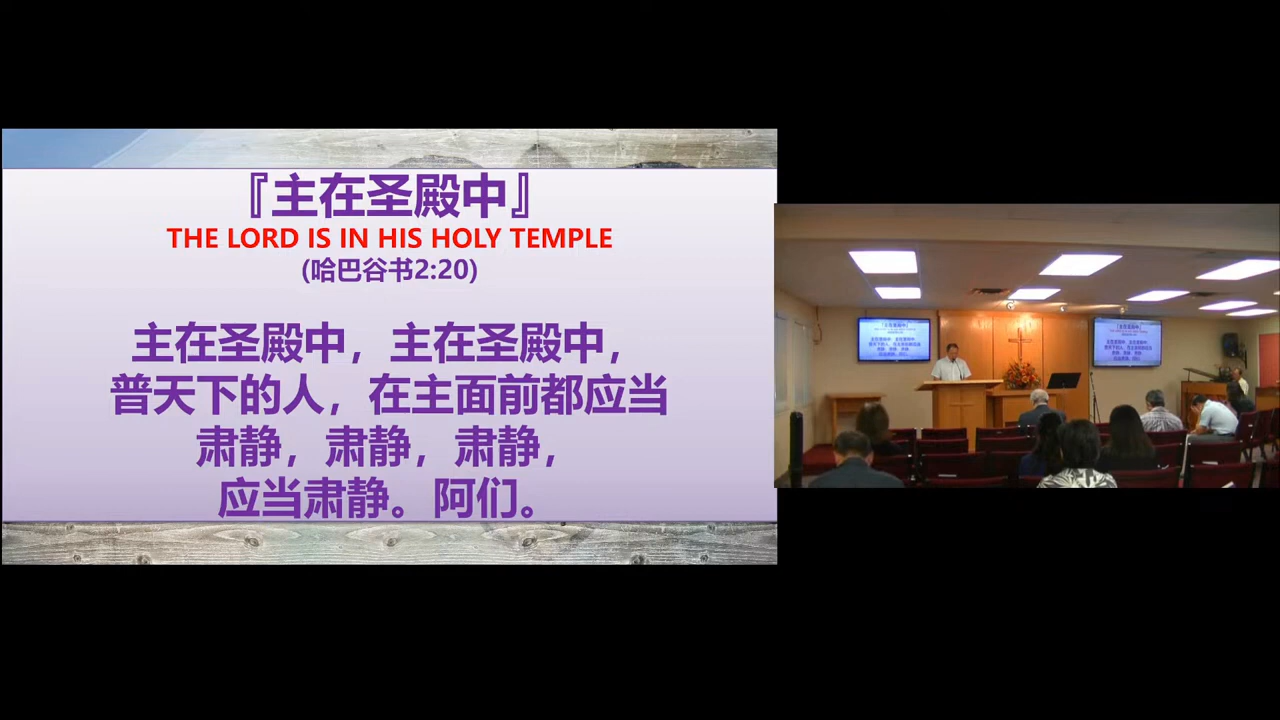 『主在圣殿中』
THE LORD IS IN HIS HOLY TEMPLE
(哈巴谷书2:20)
主在圣殿中，主在圣殿中，
普天下的人，在主面前都应当
肃静，肃静，肃静，
应当肃静。阿们。